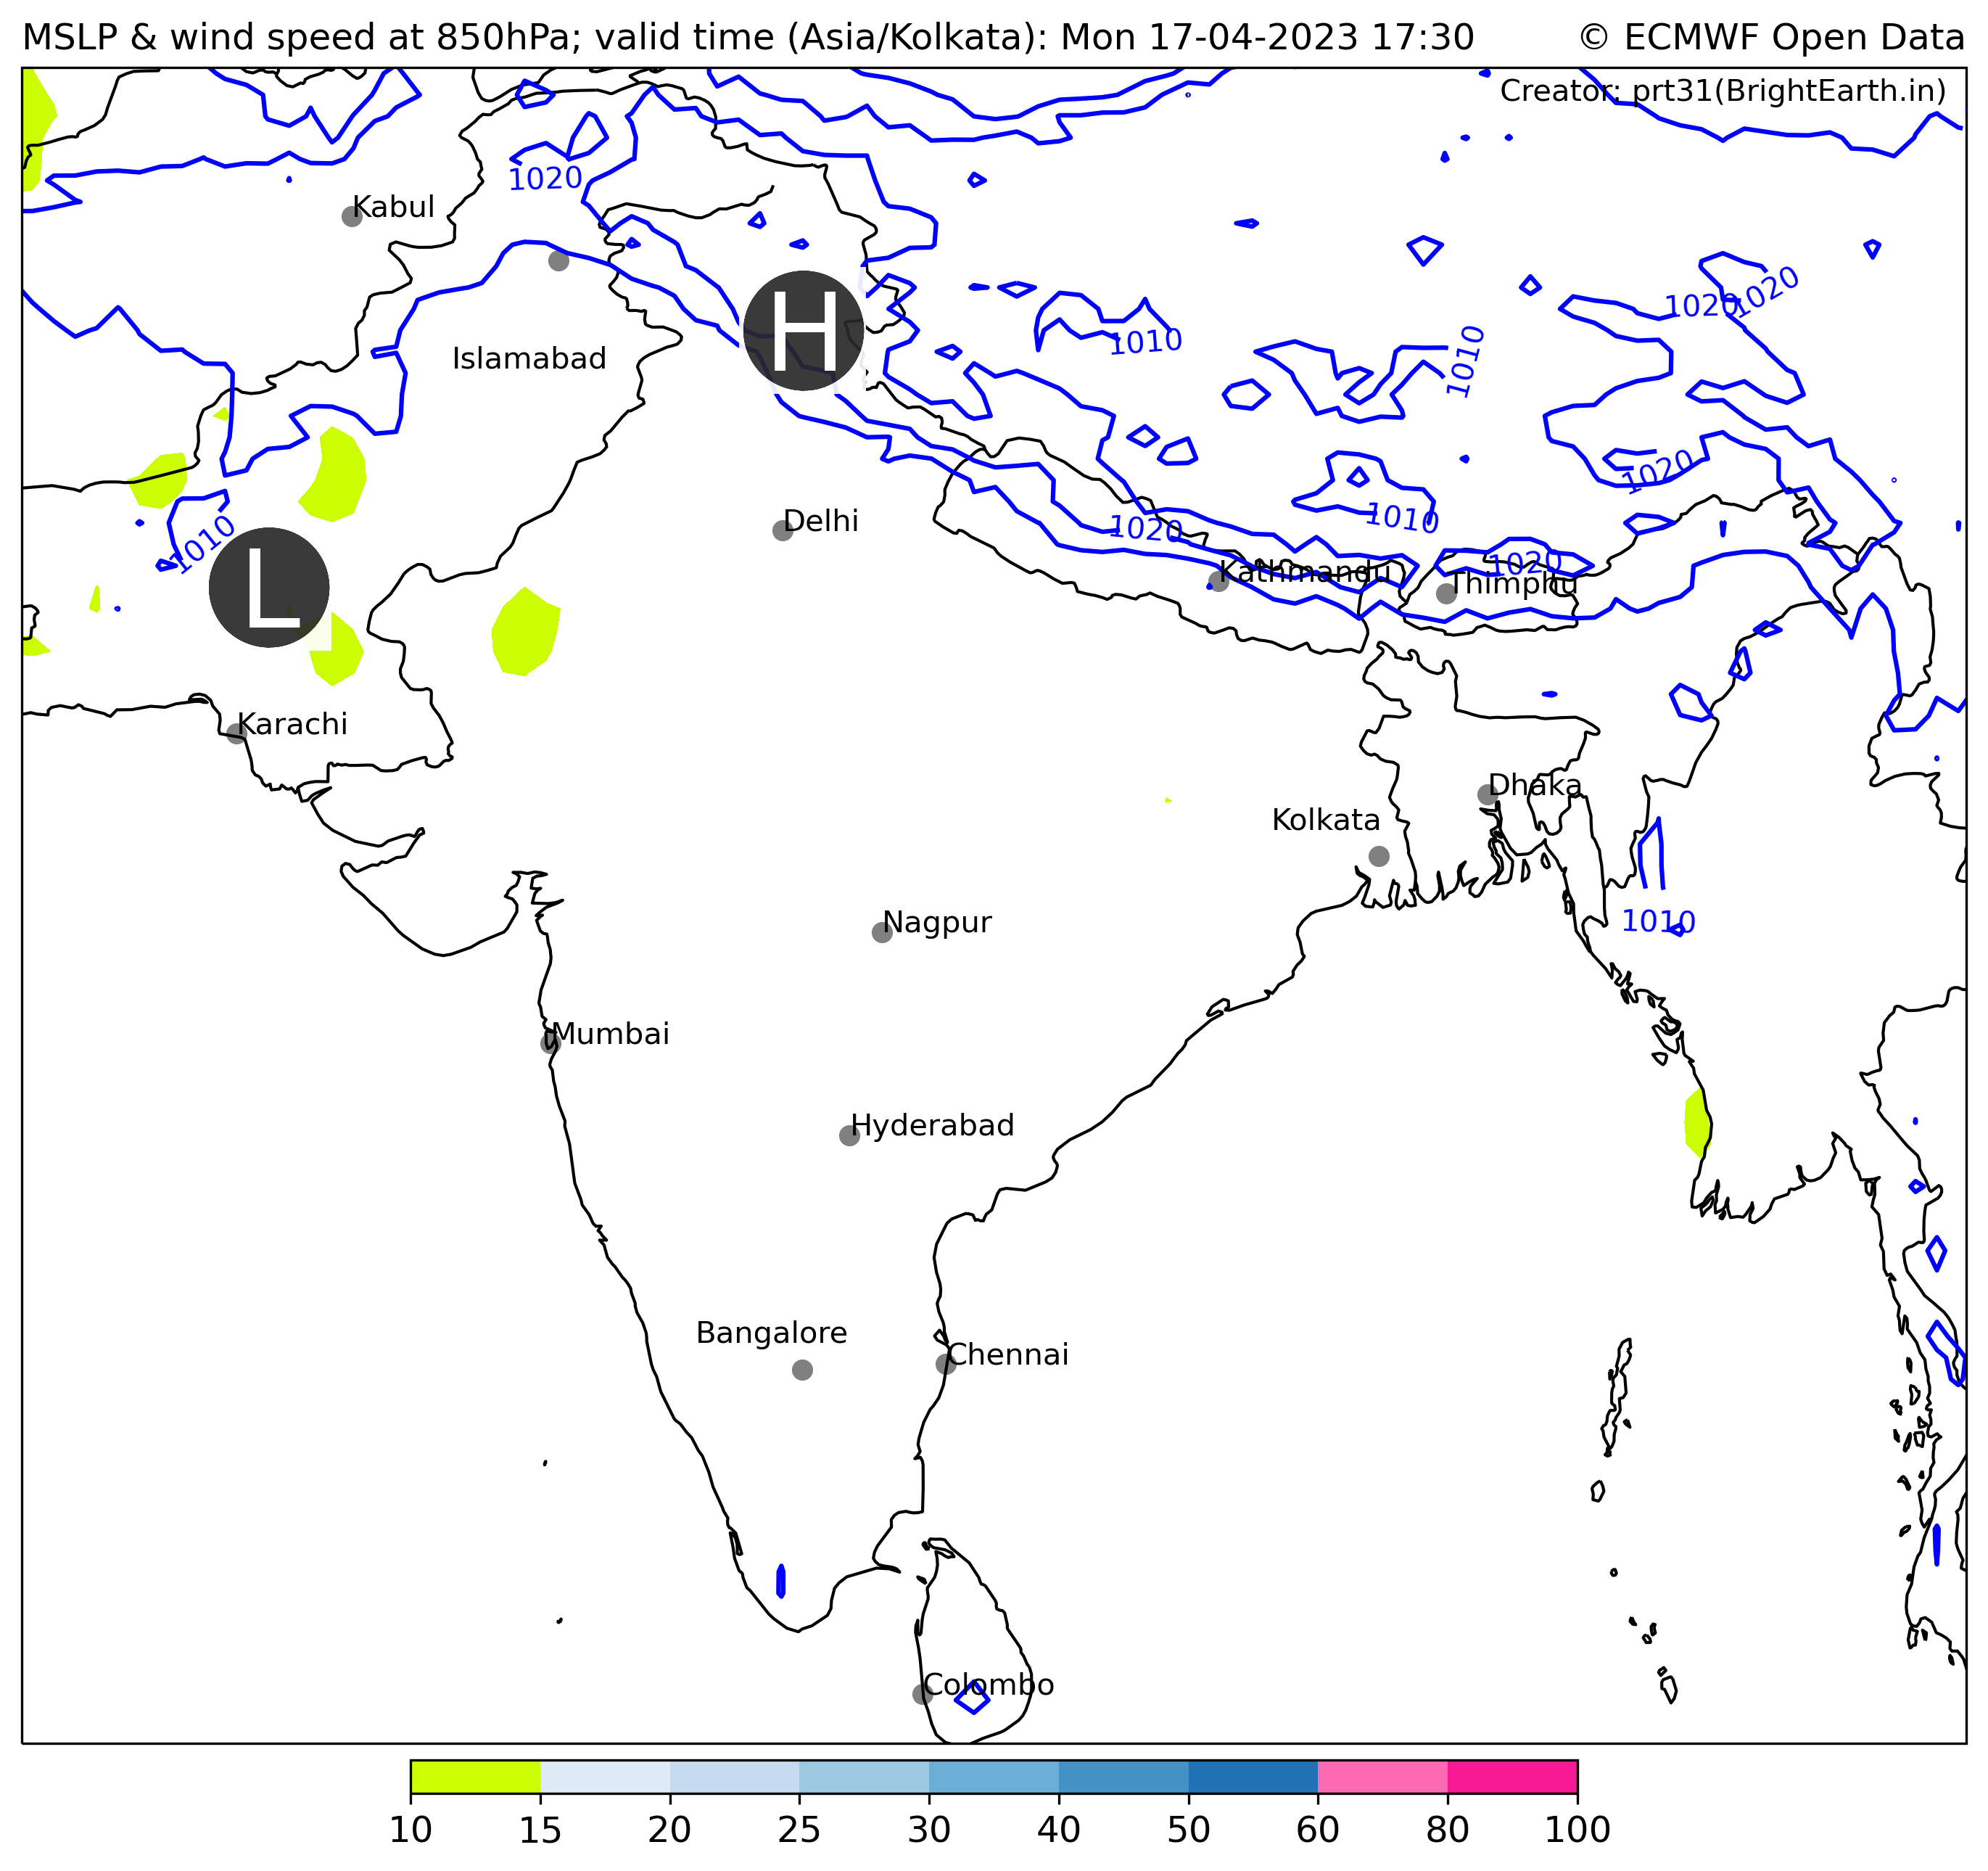 MSLP & wind speed at 850hPa; valid time (Asia/Kolkata): Mon 17-04-2023 17:30
© ECMWF Open Data
Creator: prt31(BrightEarth.in)
1020
Kabul
1020
1020
H
1010
1010
Islamabad
1020
1010
Delhi
1020
1010
L
1020
Kathmandu
Thimphu
Karachi
Dhaka
Kolkata
Nagpur
1010
Mumbai
Hyderabad
Bangalore
Chennai
Colombo
10 15 20 25 30 40 50 60 80 100